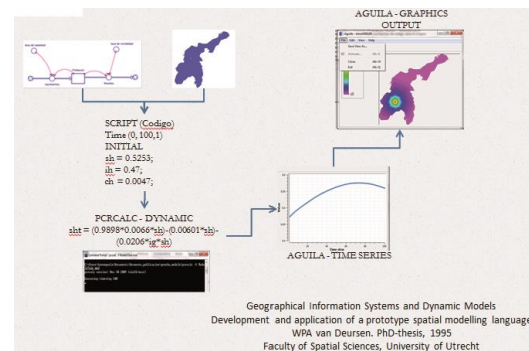 AGUILA - GRAPHICS
OUTPUT
SCRIPT (Codigo)
Time (0, 100,1)
INITIAL
sh = 0.5253;
ih = 0.47;
eh = 0.0047;
PCRCALC - DYNAMIC
sht = (0.9898*0.0066*sh)-(0.00601*sh)-
(0.0206*ig*sh)
AGUILA - TIME SERIES
Geographical Information Systems and Dynamic Models
Development and application of a prototype spatial modelling language
WPA van Deursen. PhD-thesis, 1995
Faculty of Spatial Sciences, University of Utrecht